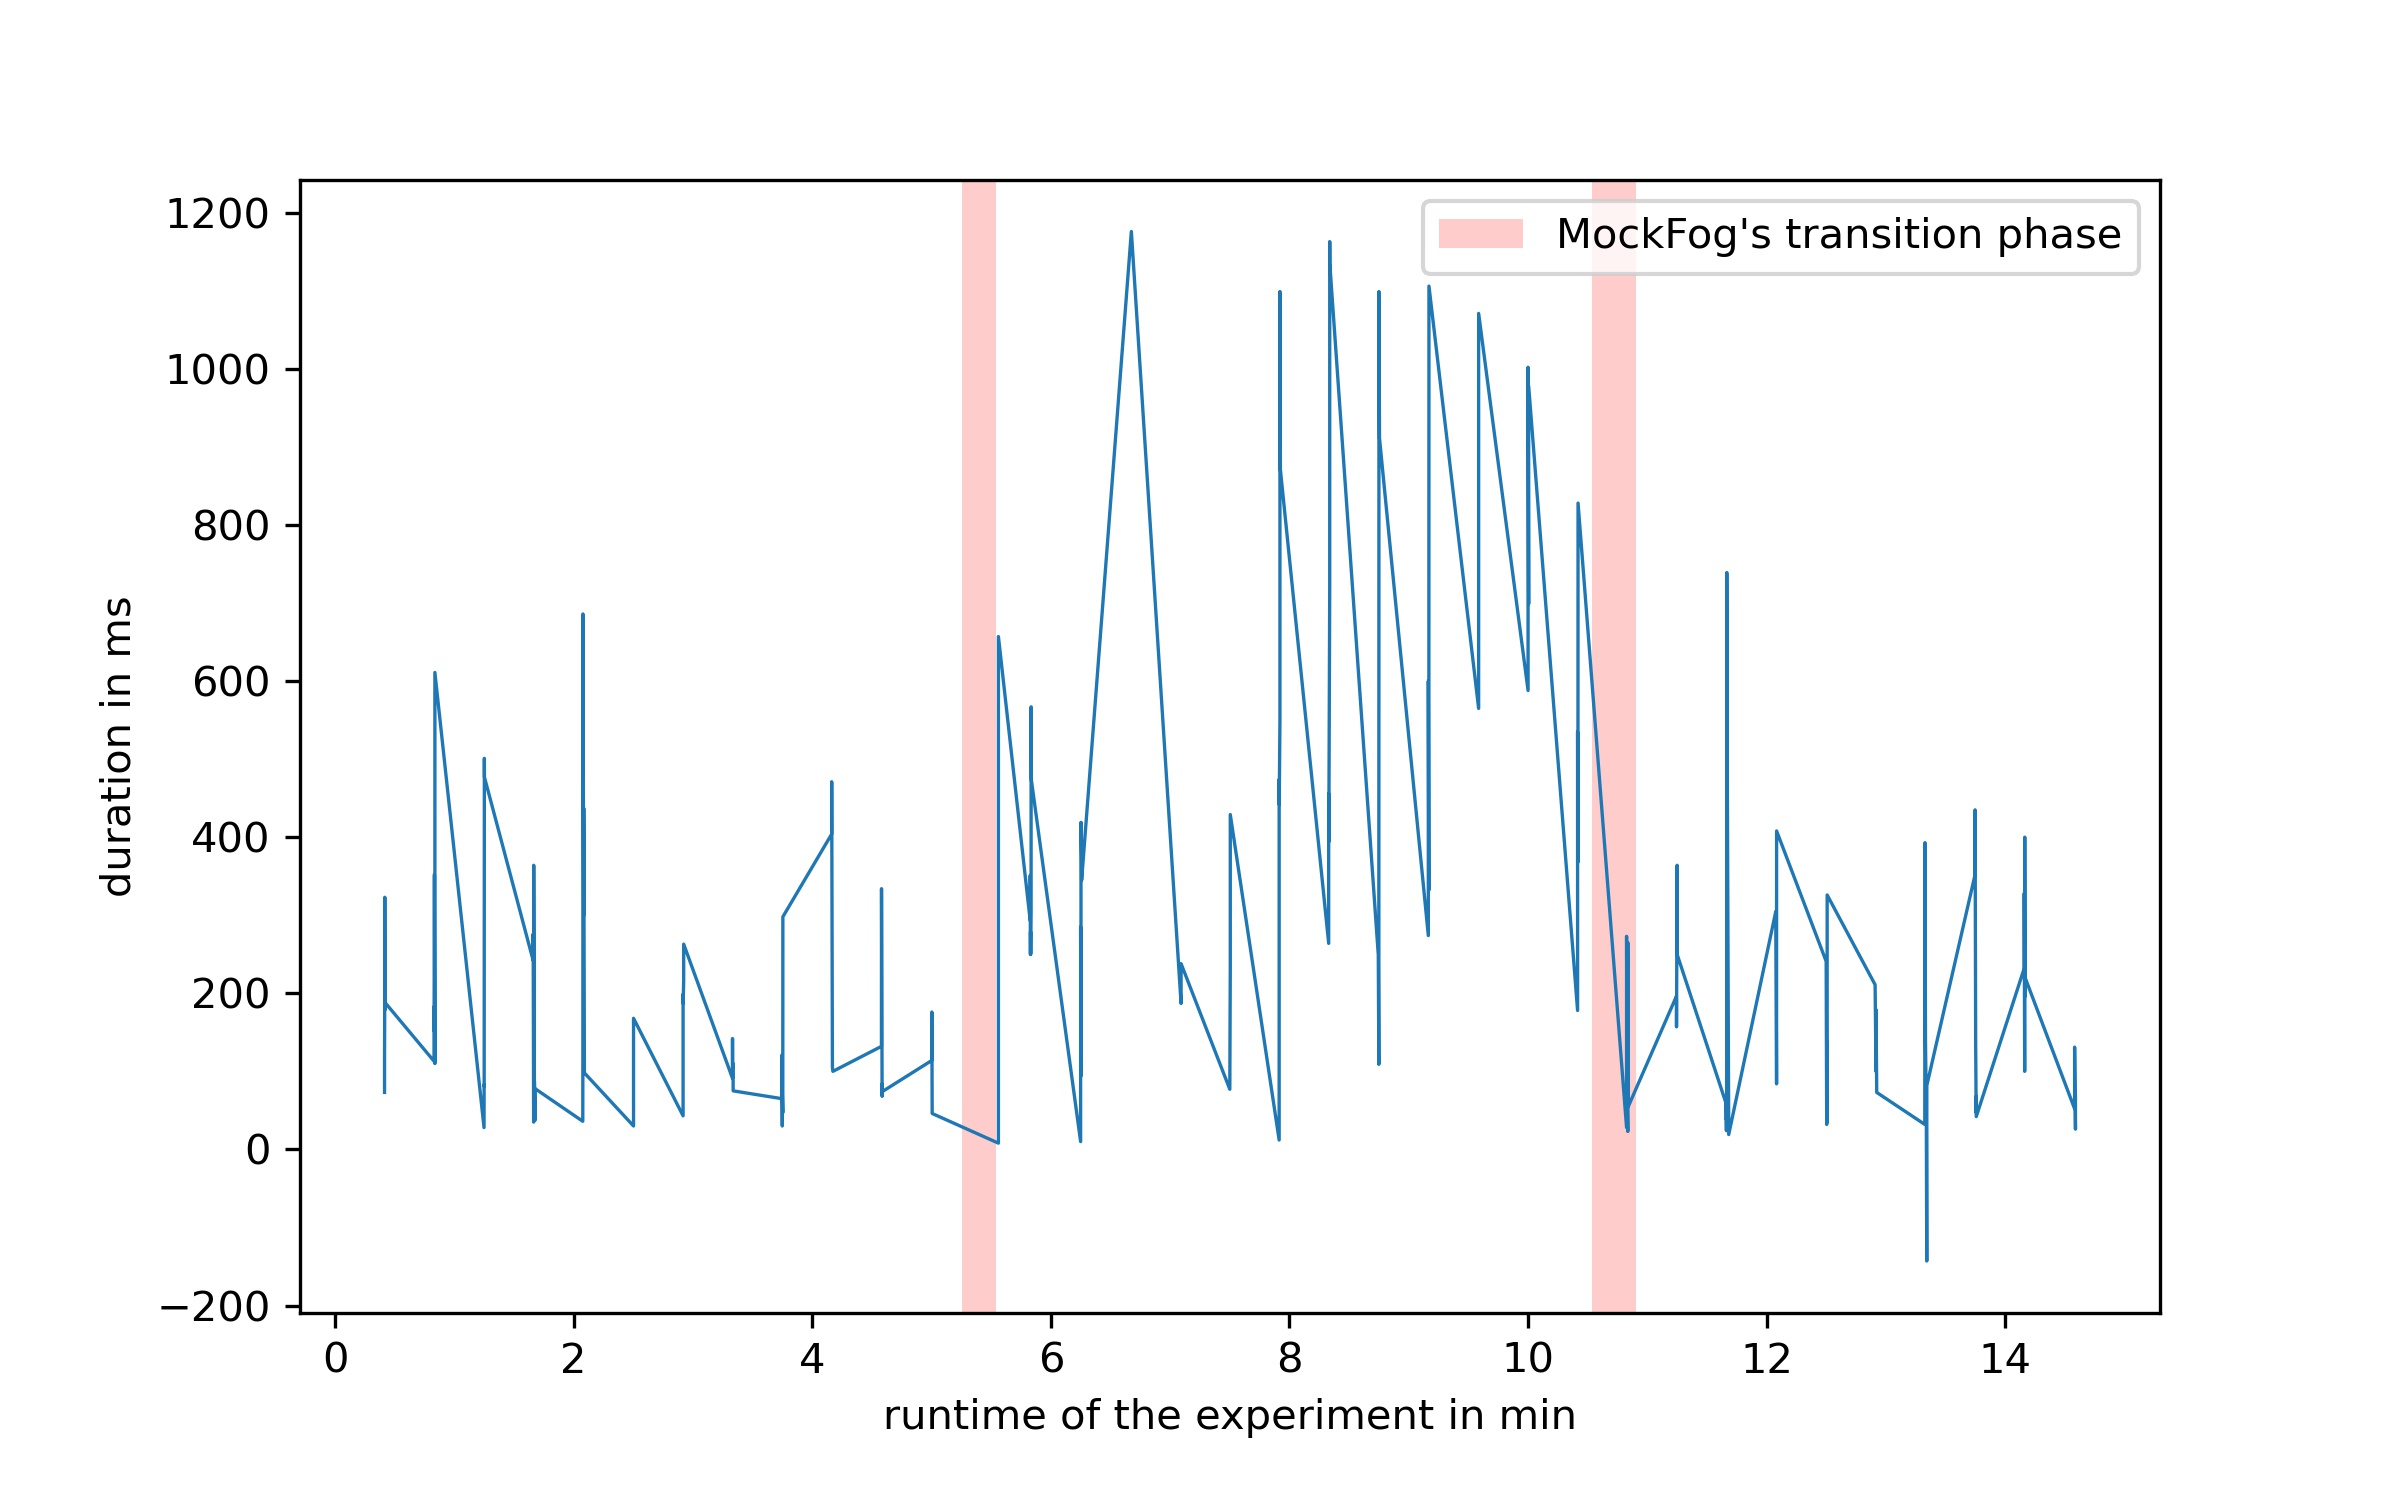 1200
1000
800
600
400
200
0
−200
duration in ms
MockFog's transition phase
0 2 4 6 8 10 12 14
runtime of the experiment in min